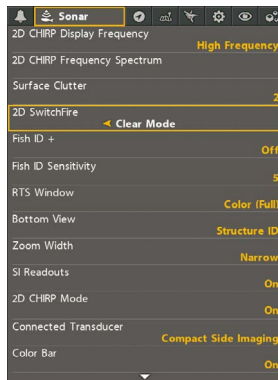 Sonar
2D CHIRP Display Frequency
High Frequency
2D CHIRP Frequency Spectrum
Surface Clutter
2
2D SwitchFire
Clear Mode
Fish ID +
Off
Fish ID Sensitivity
5
RTS Window
Color (Full)
Bottom View
Structure ID
Zoom Width
Narrow
SI Readouts
On
2D CHIRP Mode
On
Connected Transducer
Compact Side Imaging
Color Bar
On